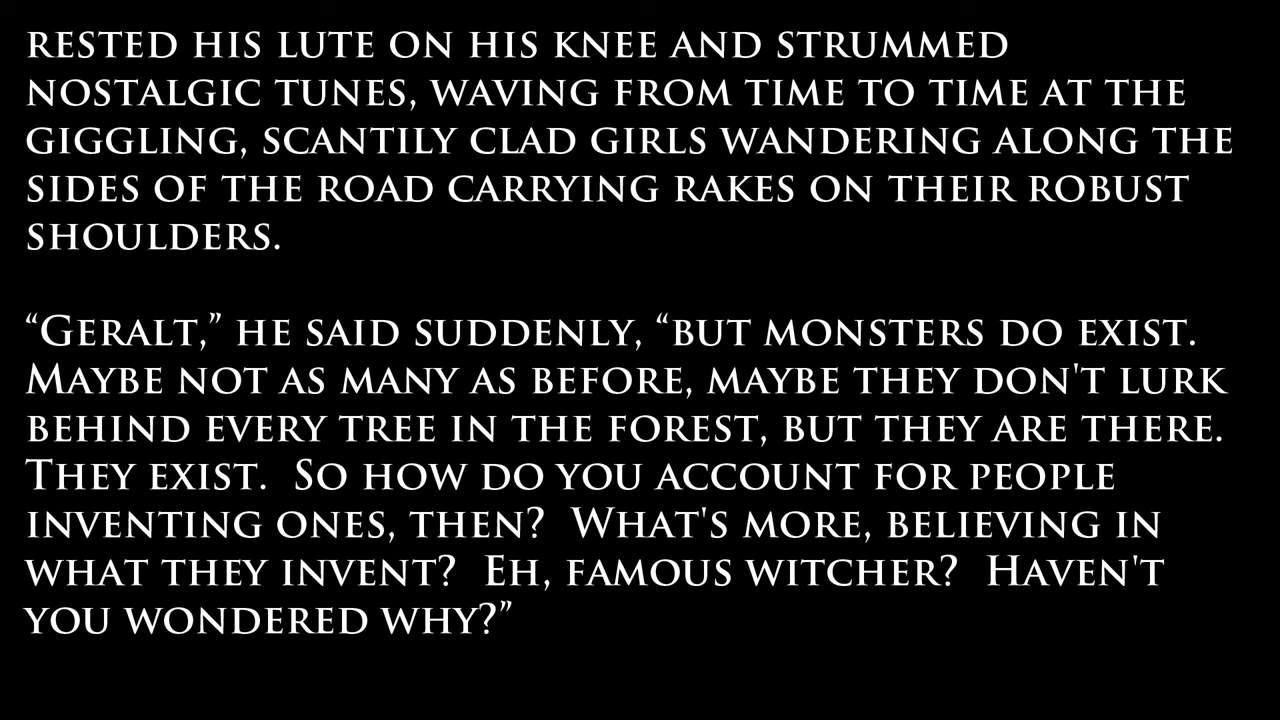 rested his lute on his knee and strummed
nostalgic tunes, waving from time to time at the
giggling, scantily clad girls wandering along the
sides of the road carrying rakes on their robust
shoulders.
“Geralt,” he said suddenly, “but monsters do exist.
Maybe not as many as before, maybe they don't lurk
behind every tree in the forest, but they are there.
They exist.  So how do you account for people
inventing ones, then?  What's more, believing in
what they invent?  Eh, famous witcher?  Haven't
you wondered why?”